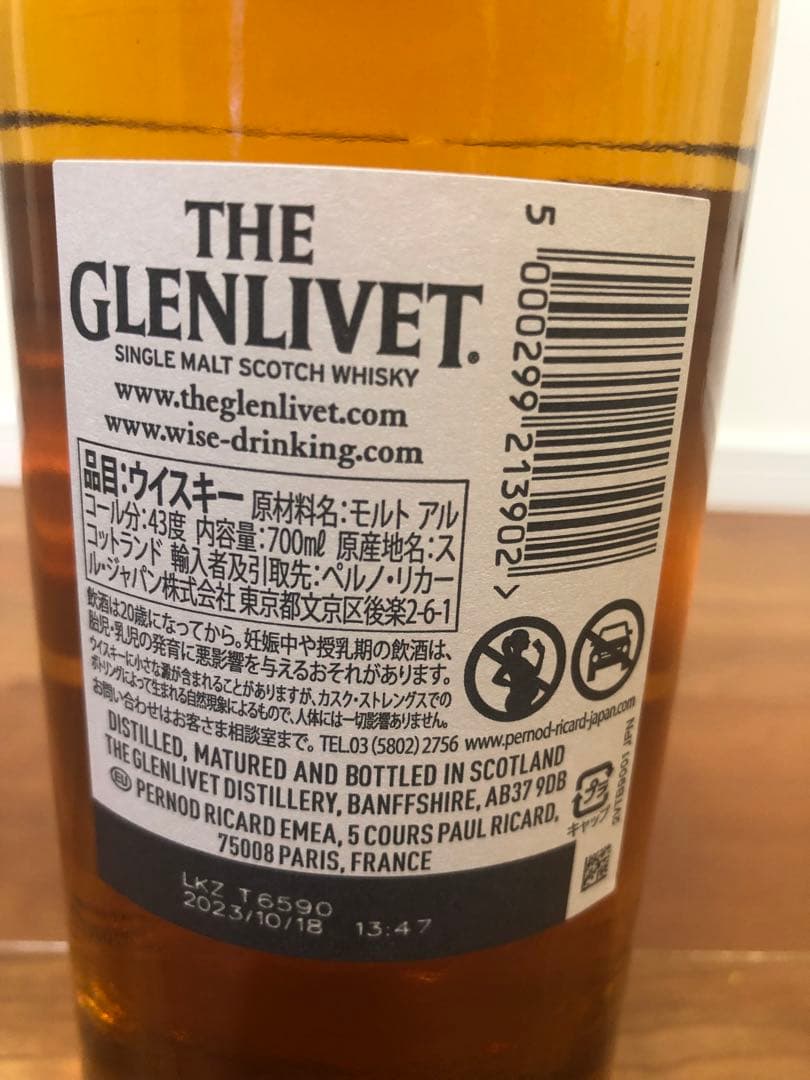 THE
GLENLIVET®
SINGLE MALT SCOTCH WHISKY
www.theglenlivet.com
www.wise-drinking.com
品目:ウイスキー 原材料名:モルト アル
コール分:43度 内容量:700㎖ 原産地名:ス
コットランド 輸入者及引取先:ペルノ・リカー
ル・ジャパン株式会社 東京都文京区後楽2-6-1
飲酒は20歳になってから。妊娠中や授乳期の飲酒は、
胎児・乳児の発育に悪影響を与えるおそれがあります。
ウイスキーに小さな澱が含まれることがありますが、カスク・ストレングスでの
ボトリングによって生まれる自然現象によるもので、人体には一切影響ありません。
お問い合わせはお客さま相談室まで。TEL.03(5802)2756 www.pernod-ricard-japan.com
DISTILLED, MATURED AND BOTTLED IN SCOTLAND
THE GLENLIVET DISTILLERY, BANFFSHIRE, AB37 9DB
EU PERNOD RICARD EMEA, 5 COURS PAUL RICARD,
75008 PARIS, FRANCE
5 000299 213902 >
プラ
キャップ
LKZ T6590
2023/10/18 13:47